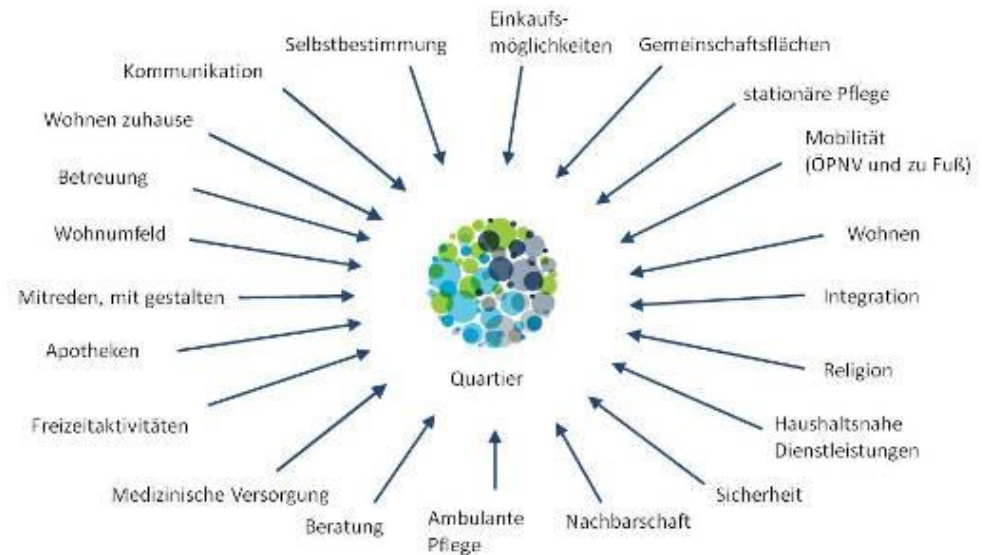 Einkaufs-
möglichkeiten
Selbstbestimmung
Gemeinschaftsflächen
Kommunikation
stationäre Pflege
Wohnen zuhause
Mobilität
(ÖPNV und zu Fuß)
Betreuung
Wohnumfeld
Wohnen
Mitreden, mit gestalten
Integration
Apotheken
Quartier
Religion
Freizeitaktivitäten
Haushaltsnahe
Dienstleistungen
Medizinische Versorgung
Sicherheit
Beratung
Ambulante
Pflege
Nachbarschaft